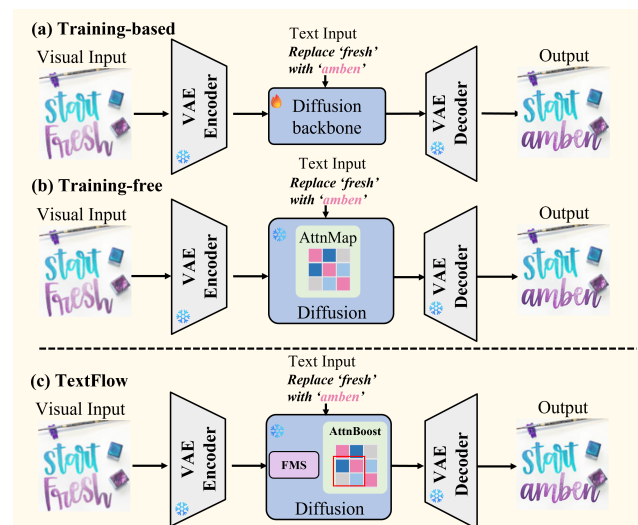 (a) Training-based
Visual Input
Text Input
Replace ‘fresh’
with ‘amben’
Output
start
fresh
VAE
Encoder
Diffusion
backbone
VAE
Decoder
start
amben
(b) Training-free
Visual Input
Text Input
Replace ‘fresh’
with ‘amben’
Output
start
fresh
VAE
Encoder
AttnMap
Diffusion
VAE
Decoder
start
amben
(c) TextFlow
Visual Input
Text Input
Replace ‘fresh’
with ‘amben’
Output
start
fresh
VAE
Encoder
FMS
AttnBoost
Diffusion
VAE
Decoder
start
amben